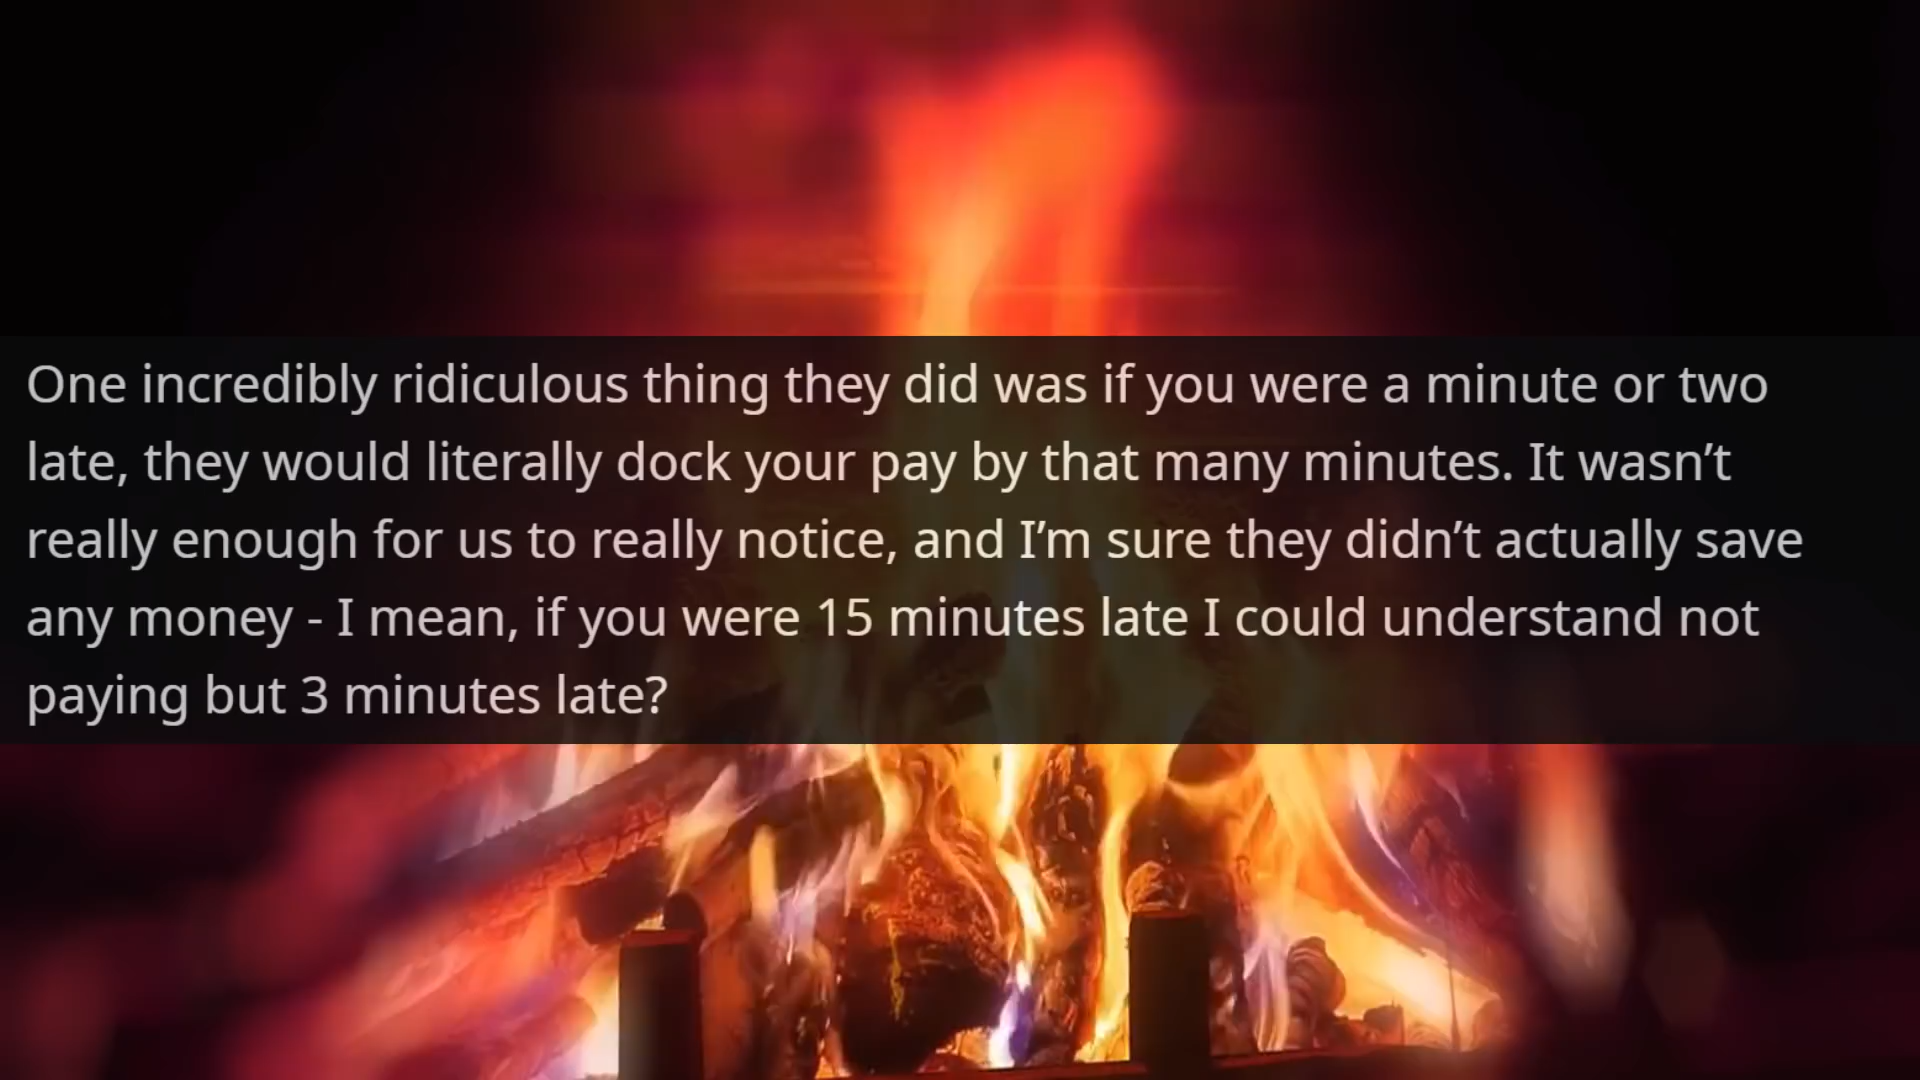 One incredibly ridiculous thing they did was if you were a minute or two
late, they would literally dock your pay by that many minutes. It wasn’t
really enough for us to really notice, and I’m sure they didn’t actually save
any money - I mean, if you were 15 minutes late I could understand not
paying but 3 minutes late?